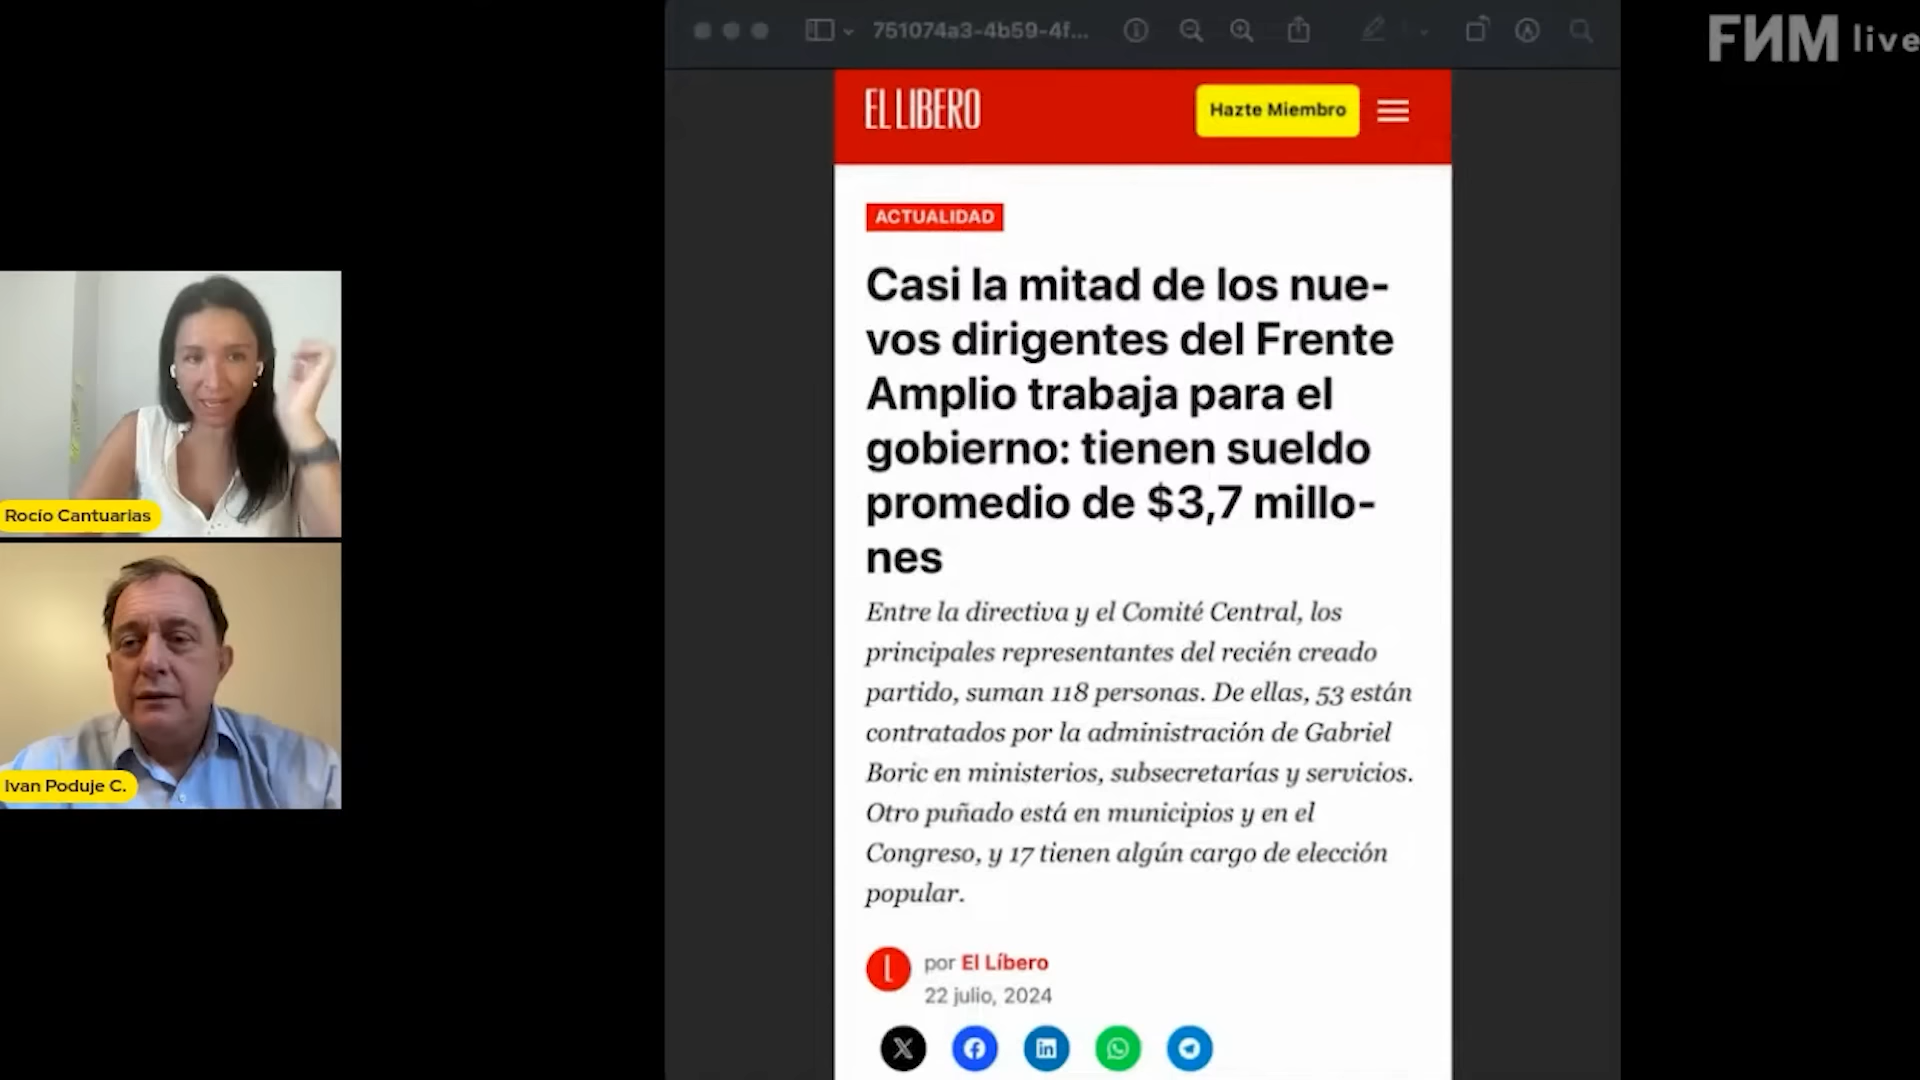 751074a3-4b59-4f...
FИM live
EL LIBERO
Hazte Miembro
ACTUALIDAD
Casi la mitad de los nue-
vos dirigentes del Frente
Amplio trabaja para el
gobierno: tienen sueldo
promedio de $3,7 millo-
nes
Entre la directiva y el Comité Central, los
principales representantes del recién creado
partido, suman 118 personas. De ellas, 53 están
contratados por la administración de Gabriel
Boric en ministerios, subsecretarías y servicios.
Otro puñado está en municipios y en el
Congreso, y 17 tienen algún cargo de elección
popular.
por El Líbero
22 julio, 2024
Rocío Cantuarias
Ivan Poduje C.